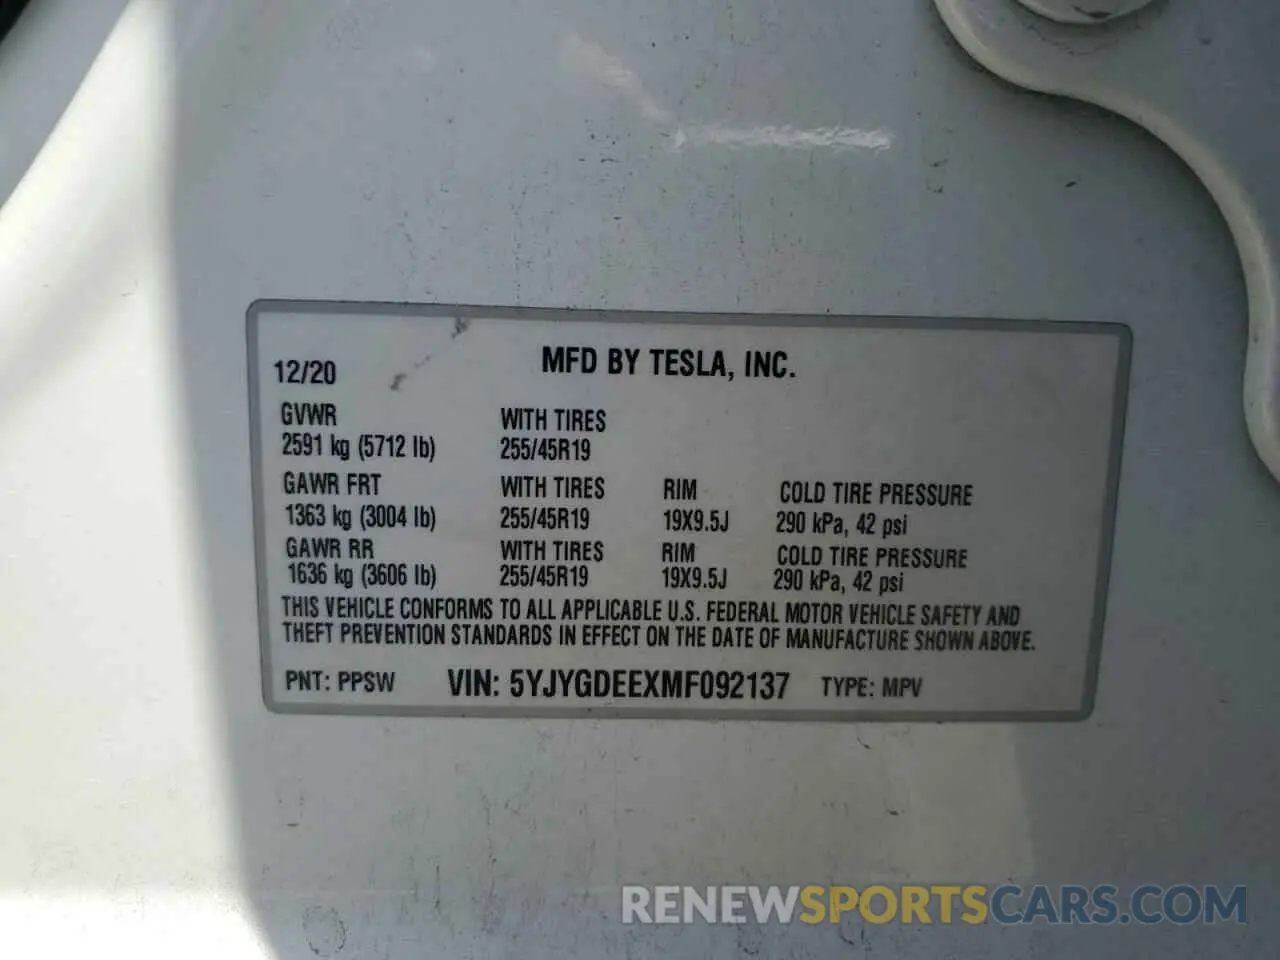 12/20 MFD BY TESLA, INC.
GVWR WITH TIRES
2591 kg (5712 lb) 255/45R19
GAWR FRT WITH TIRES RIM COLD TIRE PRESSURE
1363 kg (3004 lb) 255/45R19 19X9.5J 290 kPa, 42 psi
GAWR RR WITH TIRES RIM COLD TIRE PRESSURE
1636 kg (3606 lb) 255/45R19 19X9.5J 290 kPa, 42 psi
THIS VEHICLE CONFORMS TO ALL APPLICABLE U.S. FEDERAL MOTOR VEHICLE SAFETY AND
THEFT PREVENTION STANDARDS IN EFFECT ON THE DATE OF MANUFACTURE SHOWN ABOVE.
PNT: PPSW VIN: 5YJYGDEEXMF092137 TYPE: MPV
RENEWSPORTSCARS.COM